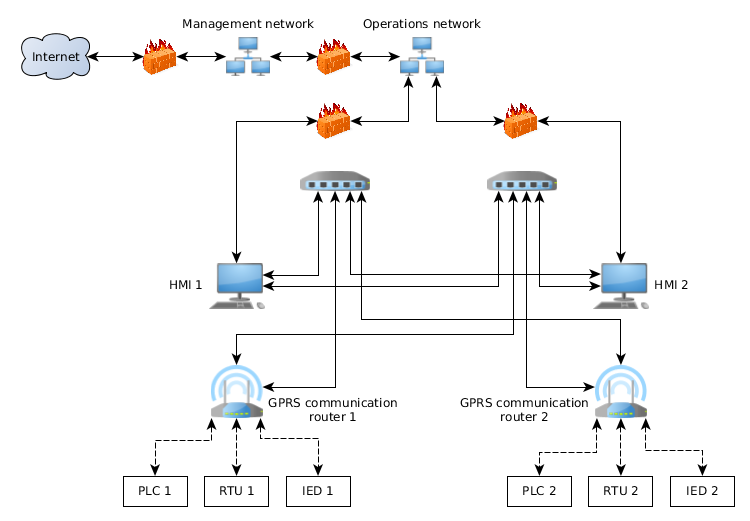 Management network
Operations network
Internet
HMI 1
HMI 2
GPRS communication
router 1
GPRS communication
router 2
PLC 1
RTU 1
IED 1
PLC 2
RTU 2
IED 2